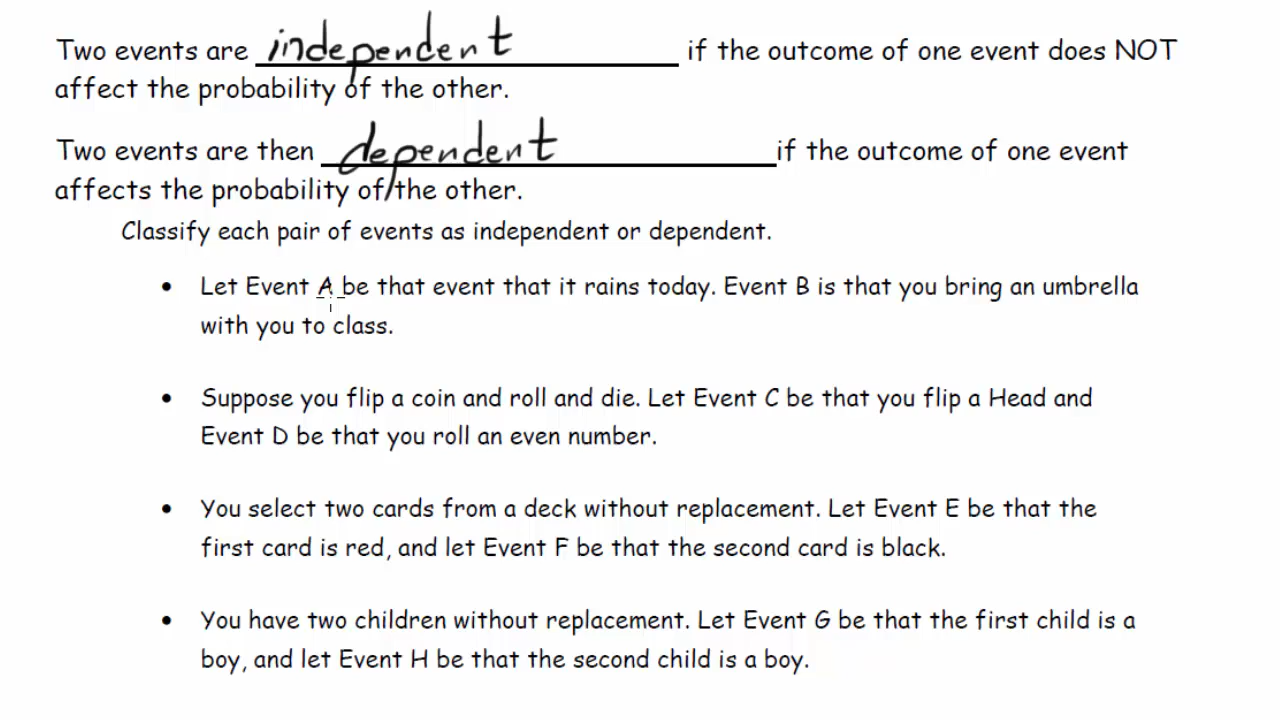 Two events are independent if the outcome of one event does NOT
affect the probability of the other.
Two events are then dependent if the outcome of one event
affects the probability of the other.
Classify each pair of events as independent or dependent.
• Let Event A be that event that it rains today. Event B is that you bring an umbrella
with you to class.
• Suppose you flip a coin and roll and die. Let Event C be that you flip a Head and
Event D be that you roll an even number.
• You select two cards from a deck without replacement. Let Event E be that the
first card is red, and let Event F be that the second card is black.
• You have two children without replacement. Let Event G be that the first child is a
boy, and let Event H be that the second child is a boy.